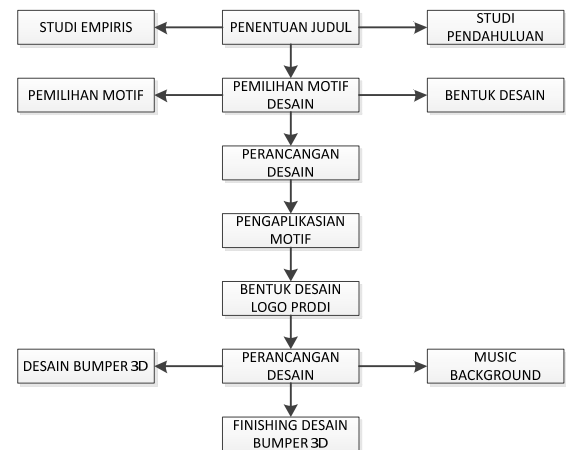 STUDI EMPIRIS
PENENTUAN JUDUL
STUDI
PENDAHULUAN
PEMILIHAN MOTIF
PEMILIHAN MOTIF
DESAIN
BENTUK DESAIN
PERANCANGAN
DESAIN
PENGAPLIKASIAN
MOTIF
BENTUK DESAIN
LOGO PRODI
DESAIN BUMPER 3D
PERANCANGAN
DESAIN
MUSIC
BACKGROUND
FINISHING DESAIN
BUMPER 3D